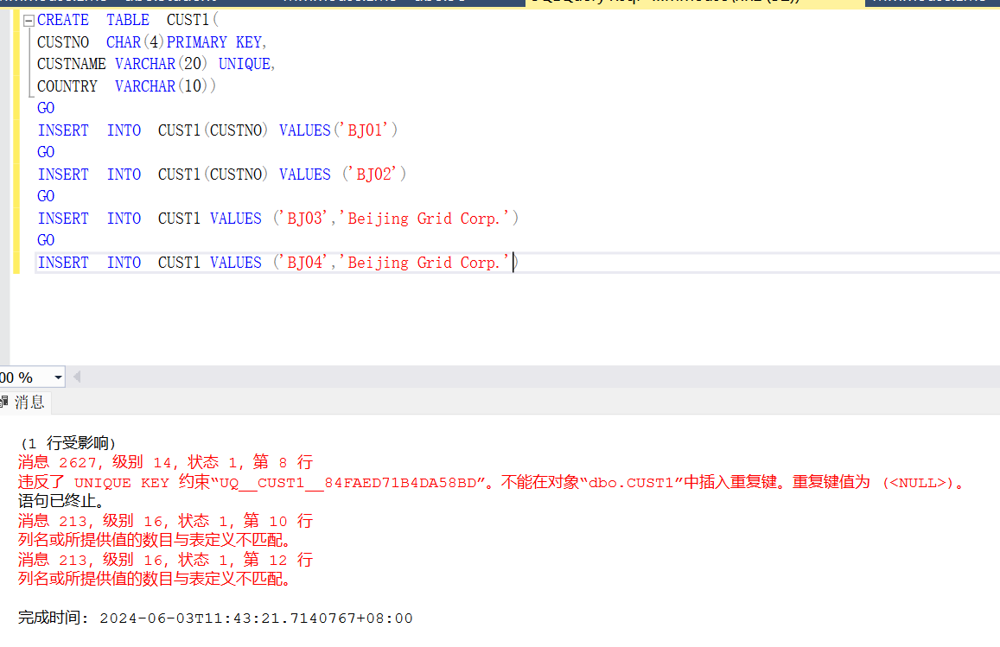 CREATE TABLE CUST1(
CUSTNO CHAR(4)PRIMARY KEY,
CUSTNAME VARCHAR(20) UNIQUE,
COUNTRY VARCHAR(10))
GO
INSERT INTO CUST1(CUSTNO) VALUES('BJ01')
GO
INSERT INTO CUST1(CUSTNO) VALUES ('BJ02')
GO
INSERT INTO CUST1 VALUES ('BJ03','Beijing Grid Corp.')
GO
INSERT INTO CUST1 VALUES ('BJ04','Beijing Grid Corp.')
00 %
消息
(1 行受影响)
消息 2627, 级别 14, 状态 1, 第 8 行
违反了 UNIQUE KEY 约束“UQ__CUST1__84FAED71B4DA58BD”。不能在对象“dbo.CUST1”中插入重复键。重复键值为 (<NULL>)。
语句已终止。
消息 213, 级别 16, 状态 1, 第 10 行
列名或所提供值的数目与表定义不匹配。
消息 213, 级别 16, 状态 1, 第 12 行
列名或所提供值的数目与表定义不匹配。
完成时间: 2024-06-03T11:43:21.7140767+08:00